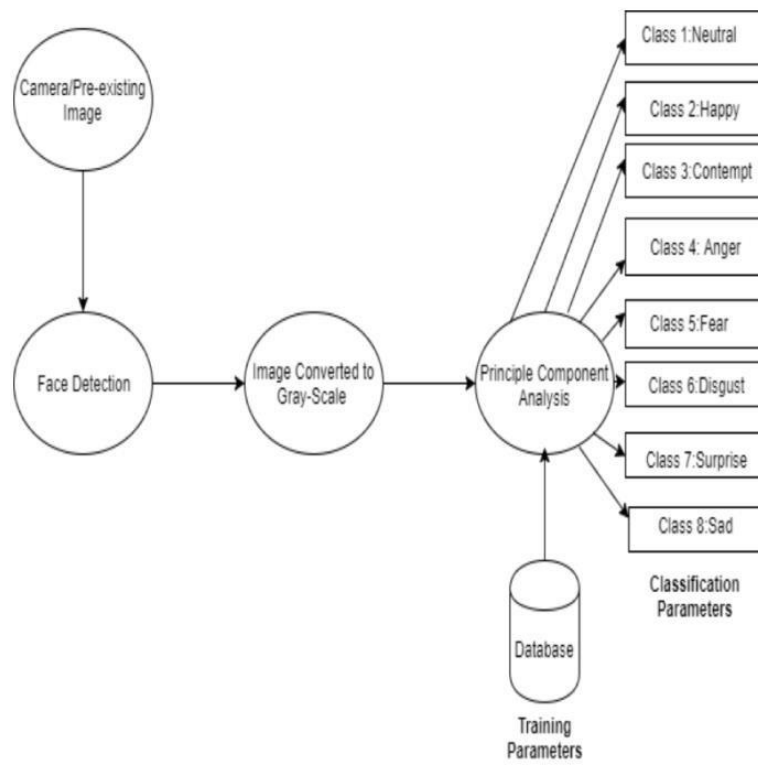 Camera/Pre-existing
Image
Face Detection
Image Converted to
Gray-Scale
Principle Component
Analysis
Class 1:Neutral
Class 2:Happy
Class 3:Contempt
Class 4: Anger
Class 5:Fear
Class 6:Disgust
Class 7:Surprise
Class 8:Sad
Classification
Parameters
Database
Training
Parameters